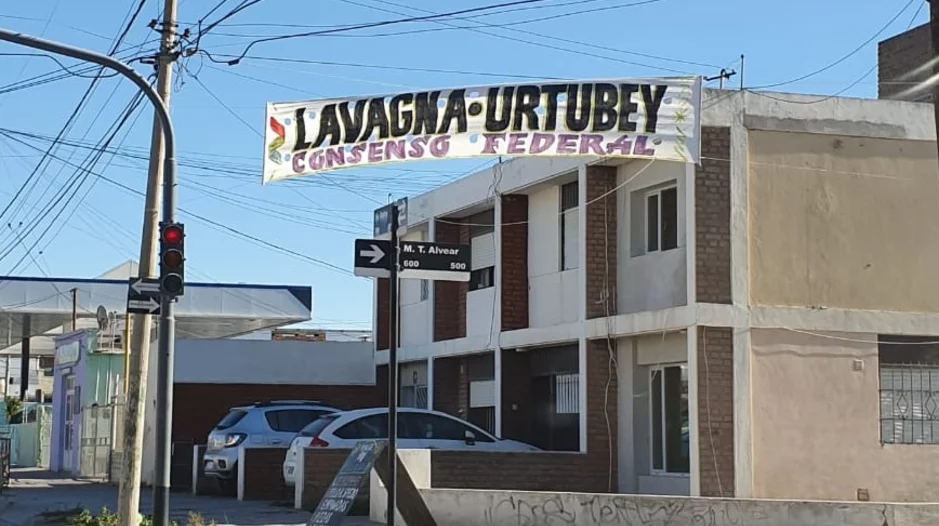 LAVAGNA·URTUBEY
CONSENSO FEDERAL
M. T. Alvear
600 500